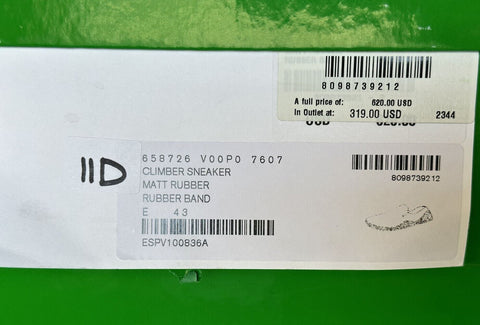 8098739212
A full price of: 620.00 USD
In Outlet at: 319.00 USD 2344
USD
11D
658726 V00P0 7607
CLIMBER SNEAKER
MATT RUBBER
RUBBER BAND
E 43
ESPV100836A
8098739212